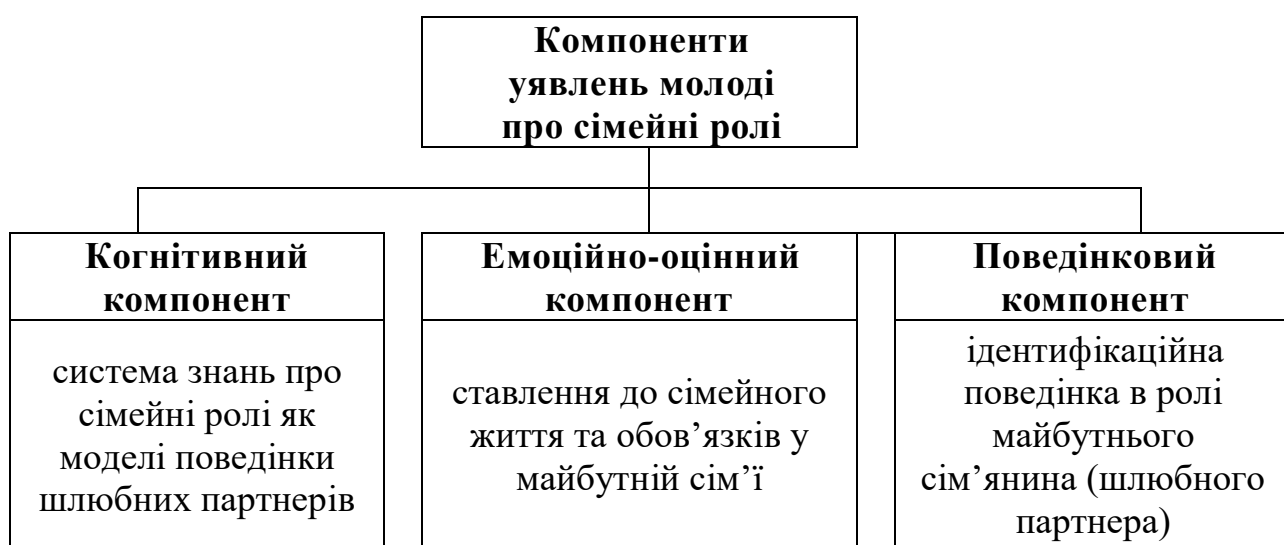 Компоненти
уявлень молоді
про сімейні ролі
Когнітивний
компонент
система знань про
сімейні ролі як
моделі поведінки
шлюбних партнерів
Емоційно-оцінний
компонент
ставлення до сімейного
життя та обов’язків у
майбутній сім’ї
Поведінковий
компонент
ідентифікаційна
поведінка в ролі
майбутнього
сім’янина (шлюбного
партнера)